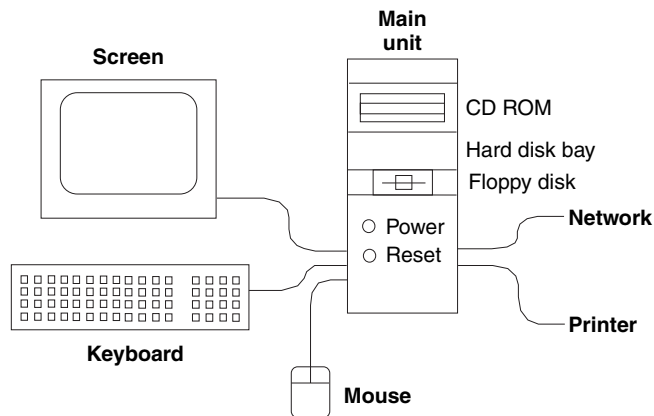 Main
unit
Screen
CD ROM
Hard disk bay
Floppy disk
Power
Reset
Network
Printer
Keyboard
Mouse